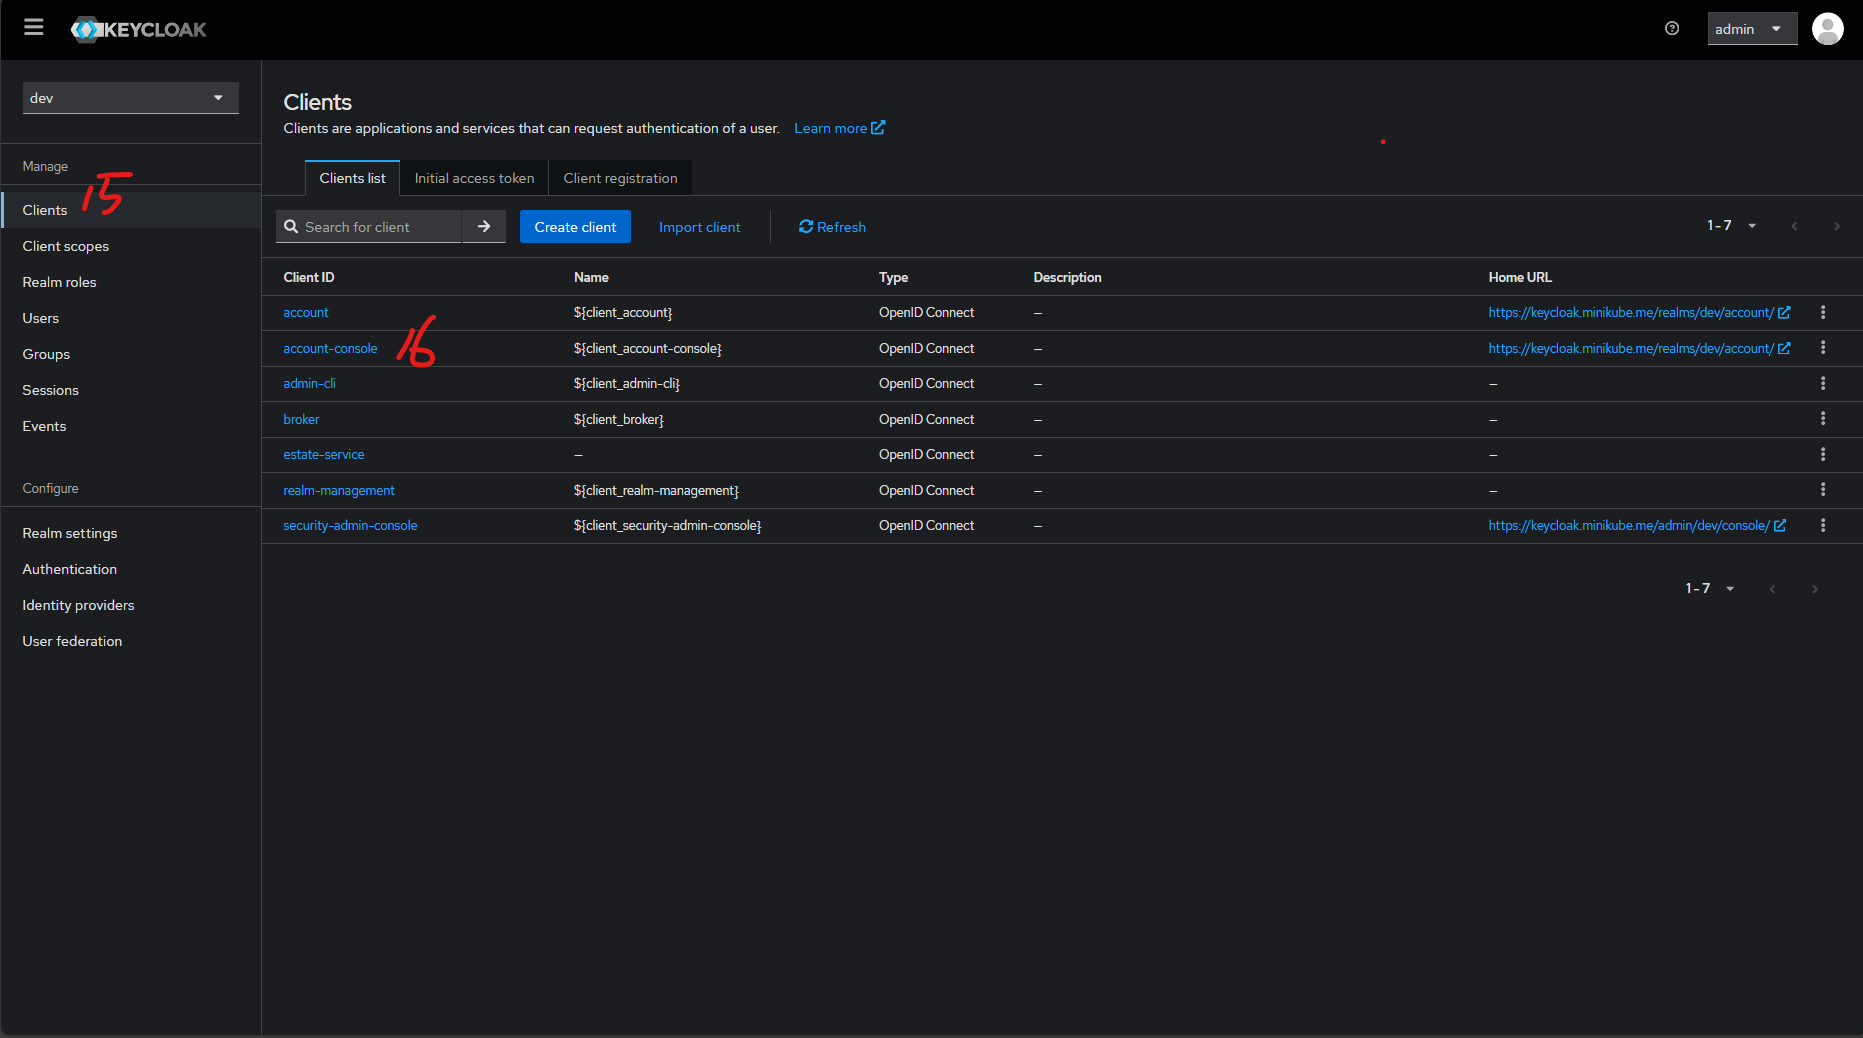 KEYCLOAK
admin
dev
Manage
Clients
15
Client scopes
Realm roles
Users
Groups
Sessions
Events
Configure
Realm settings
Authentication
Identity providers
User federation
Clients
Clients are applications and services that can request authentication of a user. Learn more
Clients list Initial access token Client registration
Search for client Create client Import client Refresh 1-7
Client ID Name Type Description Home URL
account ${client_account} OpenID Connect – https://keycloak.minikube.me/realms/dev/account/
account-console 16 ${client_account-console} OpenID Connect – https://keycloak.minikube.me/realms/dev/account/
admin-cli ${client_admin-cli} OpenID Connect – –
broker ${client_broker} OpenID Connect – –
estate-service – OpenID Connect – –
realm-management ${client_realm-management} OpenID Connect – –
security-admin-console ${client_security-admin-console} OpenID Connect – https://keycloak.minikube.me/admin/dev/console/
1-7